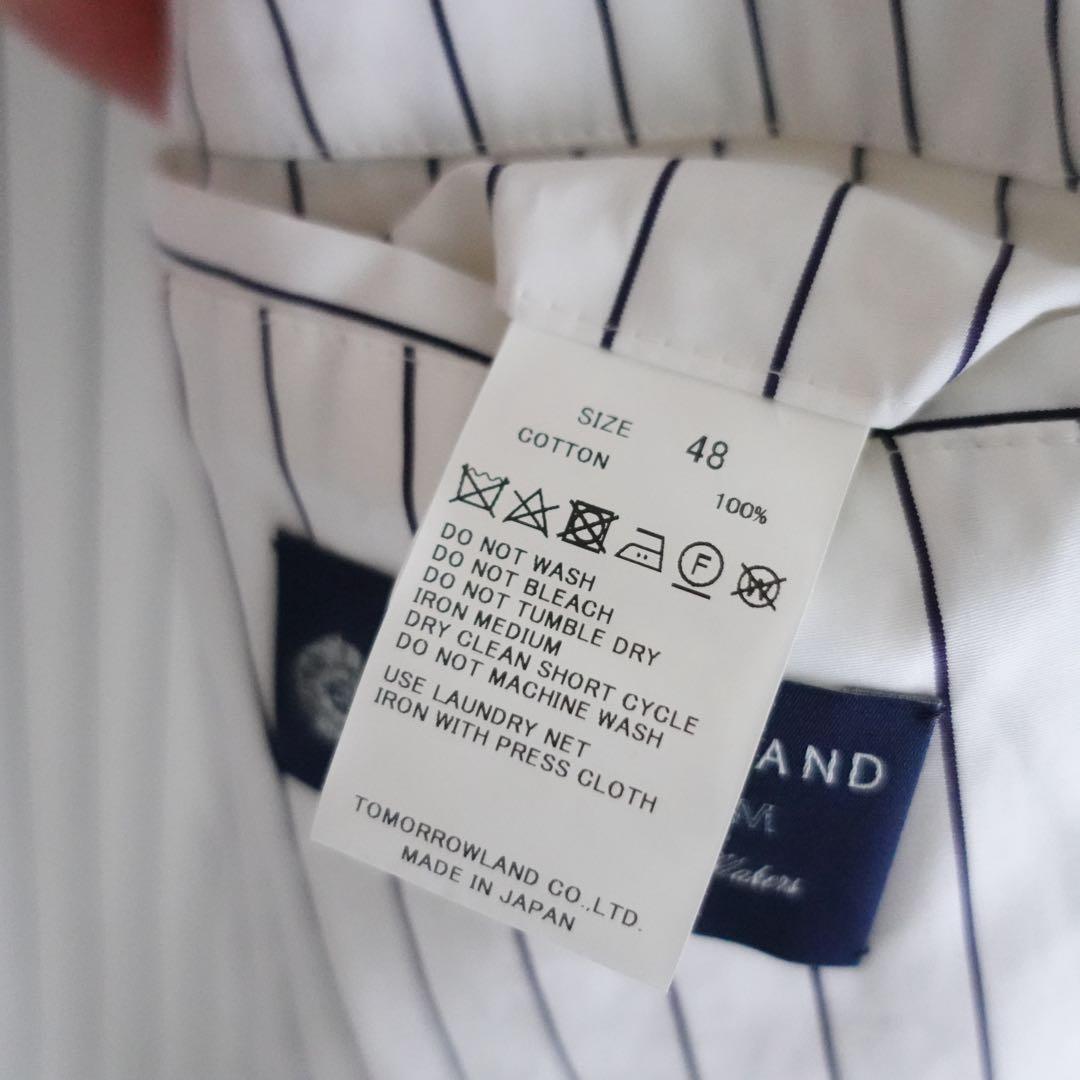 SIZE 48
COTTON 100%
F
W
DO NOT WASH
DO NOT BLEACH
DO NOT TUMBLE DRY
IRON MEDIUM
DRY CLEAN SHORT CYCLE
DO NOT MACHINE WASH
USE LAUNDRY NET
IRON WITH PRESS CLOTH
TOMORROWLAND CO.,LTD.
MADE IN JAPAN
AND
M